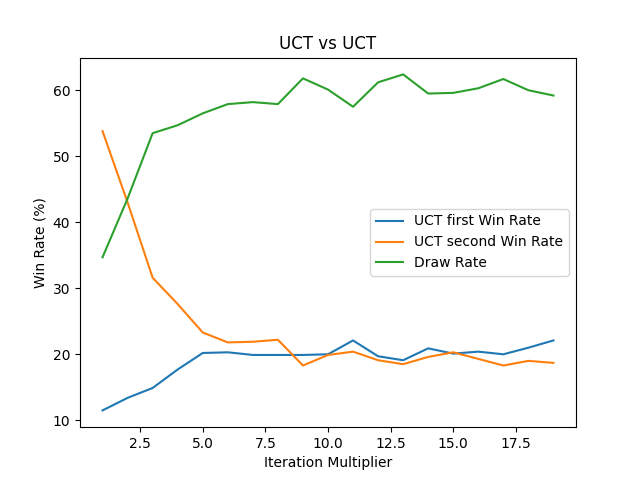 UCT vs UCT
Win Rate (%)
60
50
40
30
20
10
UCT first Win Rate
UCT second Win Rate
Draw Rate
2.5 5.0 7.5 10.0 12.5 15.0 17.5
Iteration Multiplier